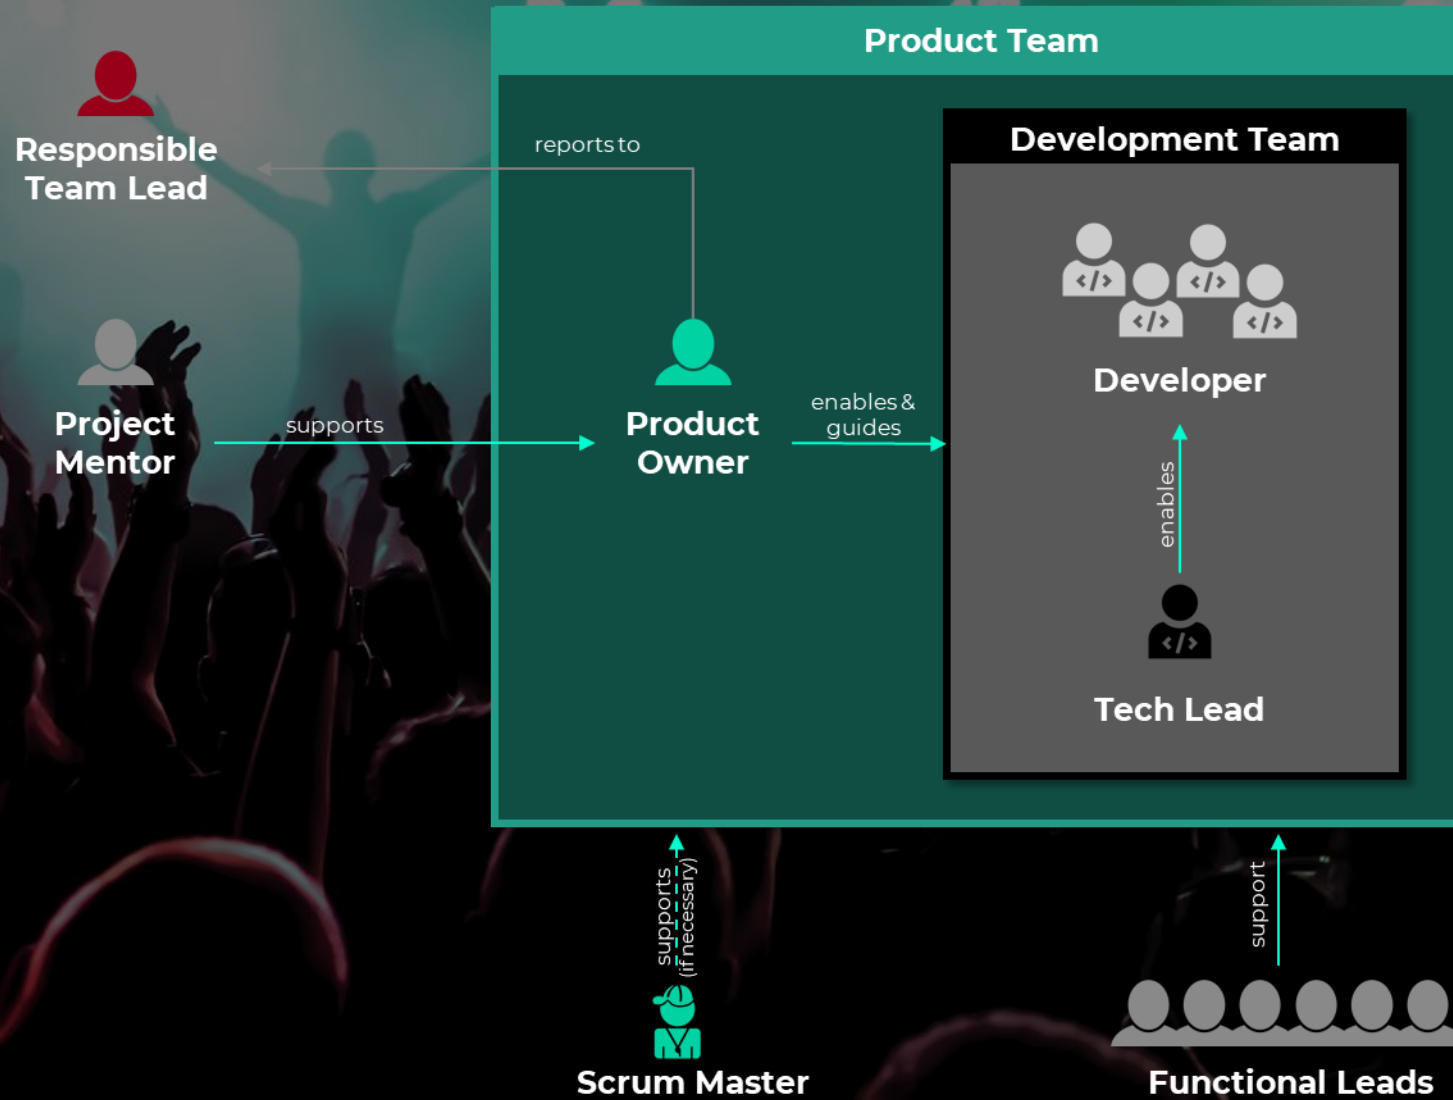 Product Team
Responsible
Team Lead
reports to
Development Team
</>
</>
</>
</>
Developer
Project
Mentor
supports
Product
Owner
enables &
guides
enables
</>
Tech Lead
supports
(if necessary)
support
Scrum Master
Functional Leads